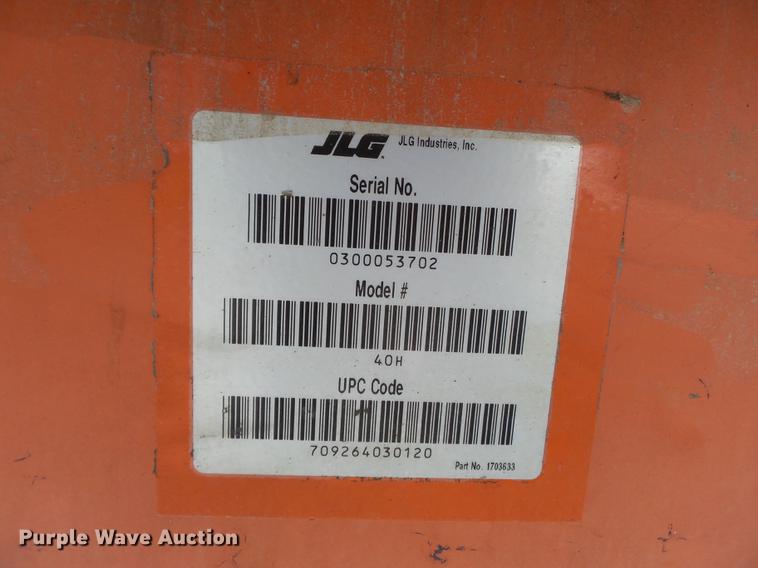 JLG JLG Industries, Inc.
Serial No.
0300053702
Model #
40H
UPC Code
709264030120
Part No. 1703633
Purple Wave Auction